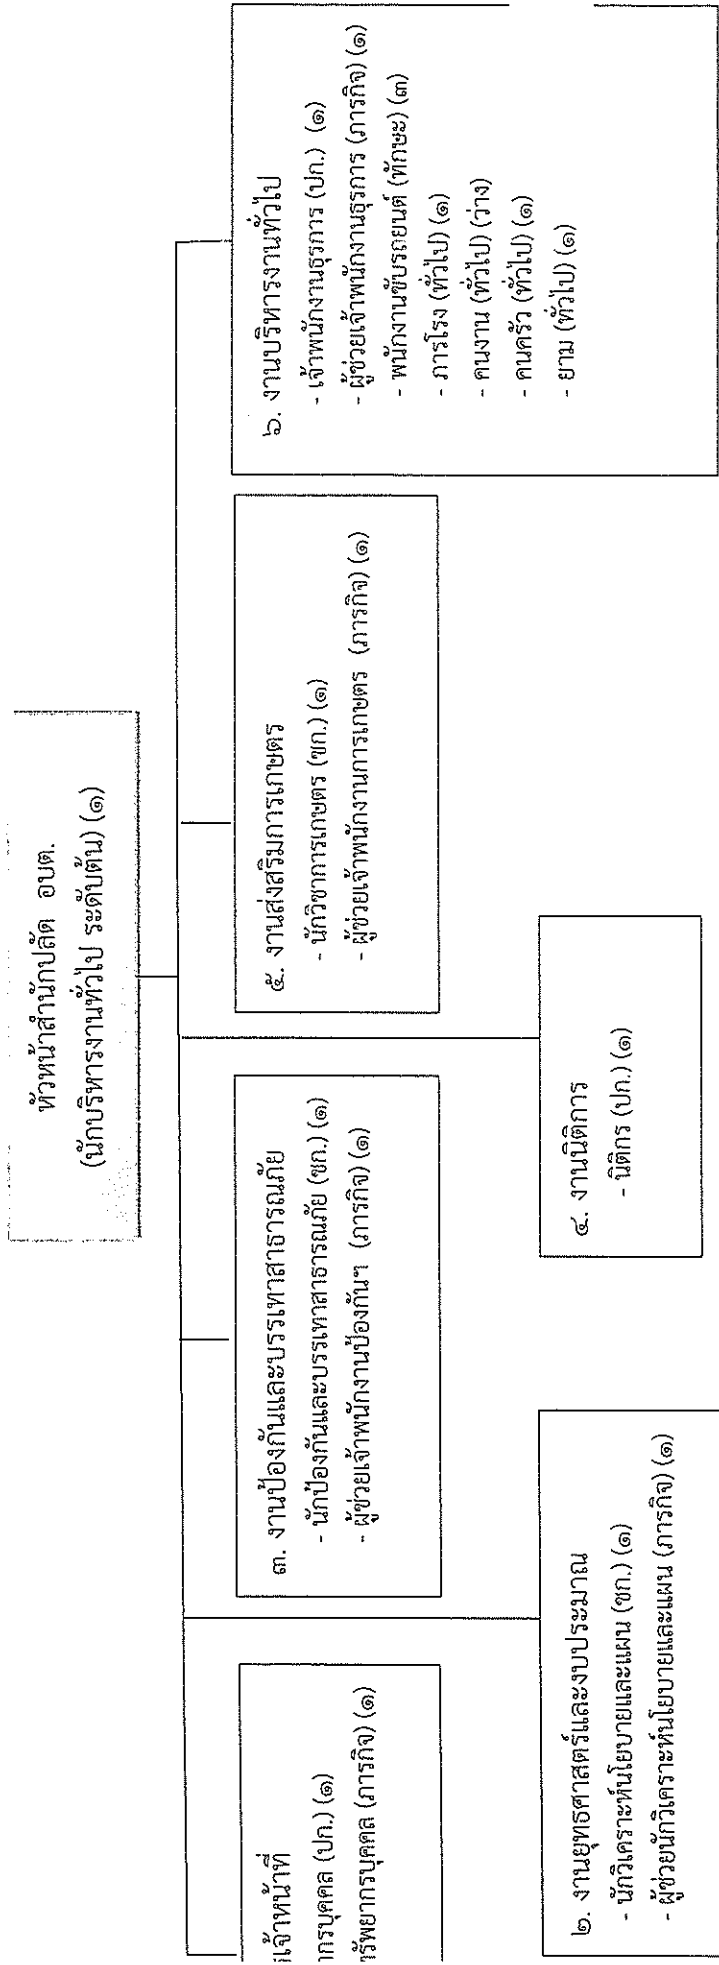 หัวหน้าสำนักปลัด อบต.
(นักบริหารงานทั่วไป ระดับต้น) (๑)
รเจ้าหน้าที่
ากรบุคคล (ปก.) (๑)
ทรัพยากรบุคคล (ภารกิจ) (๑)
๒. งานยุทธศาสตร์และงบประมาณ
- นักวิเคราะห์นโยบายและแผน (ชก.) (๑)
- ผู้ช่วยนักวิเคราะห์นโยบายและแผน (ภารกิจ) (๑)
๓. งานป้องกันและบรรเทาสาธารณภัย
- นักป้องกันและบรรเทาสาธารณภัย (ชก.) (๑)
- ผู้ช่วยเจ้าพนักงานป้องกันฯ (ภารกิจ) (๑)
๔. งานนิติการ
- นิติกร (ปก.) (๑)
๕. งานส่งเสริมการเกษตร
- นักวิชาการเกษตร (ชก.) (๑)
- ผู้ช่วยเจ้าพนักงานการเกษตร (ภารกิจ) (๑)
๖. งานบริหารงานทั่วไป
- เจ้าพนักงานธุรการ (ปก.) (๑)
- ผู้ช่วยเจ้าพนักงานธุรการ (ภารกิจ) (๑)
- พนักงานขับรถยนต์ (ทักษะ) (๓)
- ภารโรง (ทั่วไป) (๑)
- คนงาน (ทั่วไป) (ว่าง)
- คนครัว (ทั่วไป) (๑)
- ยาม (ทั่วไป) (๑)